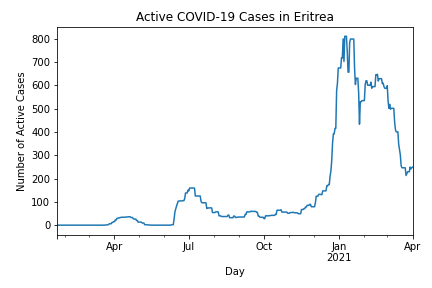 Active COVID-19 Cases in Eritrea
Number of Active Cases
800
700
600
500
400
300
200
100
0
Apr
Jul
Oct
Jan
2021
Apr
Day